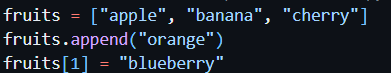 fruits = ["apple", "banana", "cherry"]
fruits.append("orange")
fruits[1] = "blueberry"